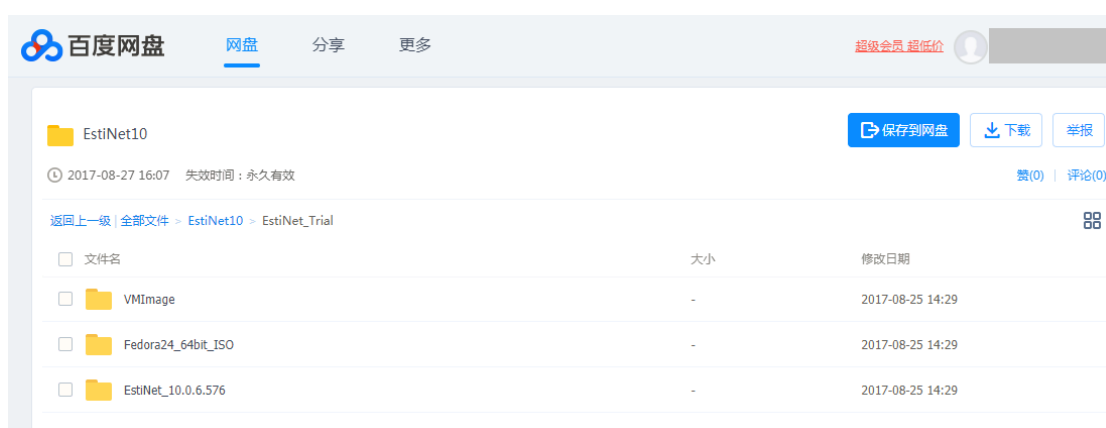 百度网盘 网盘 分享 更多 超级会员 超低价
EstiNet10 保存到网盘 下载 举报
2017-08-27 16:07 失效时间：永久有效 赞(0) | 评论(0)
返回上一级 | 全部文件 > EstiNet10 > EstiNet_Trial
文件名 大小 修改日期
VMImage - 2017-08-25 14:29
Fedora24_64bit_ISO - 2017-08-25 14:29
EstiNet_10.0.6.576 - 2017-08-25 14:29